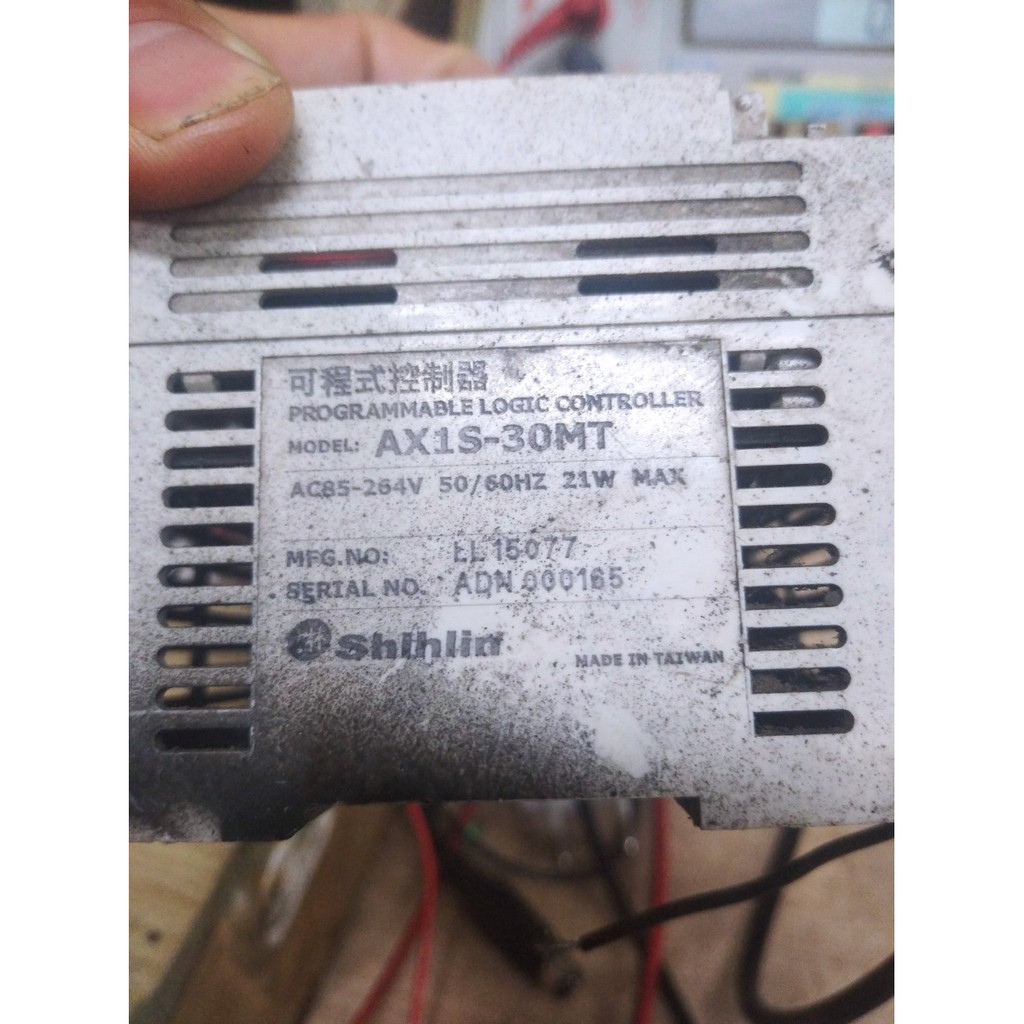 可程式控制器
PROGRAMMABLE LOGIC CONTROLLER
MODEL: AX1S-30MT
AC85-264V 50/60HZ 21W MAX
MFG.NO: LL15077
SERIAL NO. ADN 000165
Shihlin
MADE IN TAIWAN